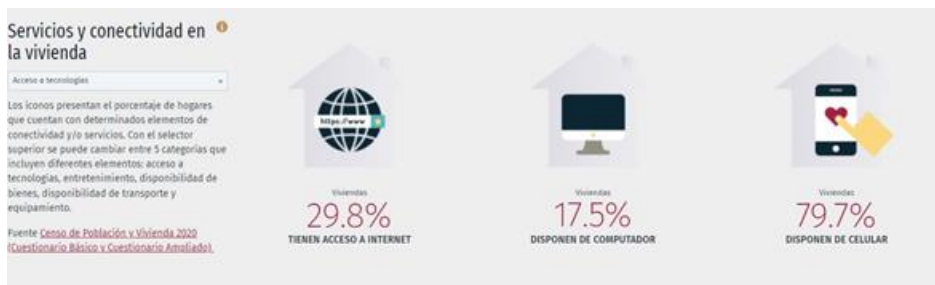 Servicios y conectividad en
la vivienda
Acceso a tecnologías
Los íconos presentan el porcentaje de hogares
que cuentan con determinados elementos de
conectividad y/o servicios. Con el selector
superior se puede cambiar entre 5 categorías que
incluyen diferentes elementos: acceso a
tecnologías, entretenimiento, disponibilidad de
bienes, disponibilidad de transporte y
equipamiento.
Fuente Censo de Población y Vivienda 2020
(Cuestionario Básico y Cuestionario Ampliado).
https://www
Viviendas
29.8%
TIENEN ACCESO A INTERNET
Viviendas
17.5%
DISPONEN DE COMPUTADOR
Viviendas
79.7%
DISPONEN DE CELULAR